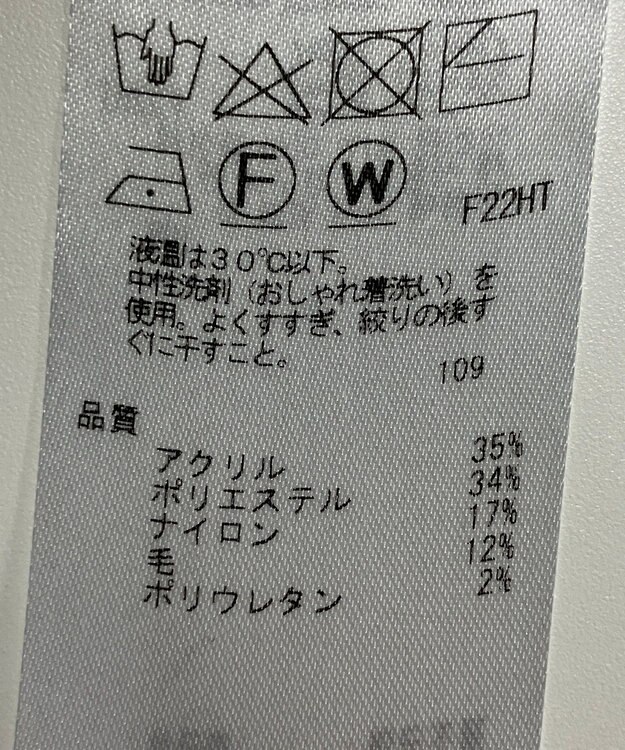 F W
F22HT
液温は30℃以下。
中性洗剤(おしゃれ着洗い)を
使用。よくすすぎ、絞りの後す
ぐに干すこと。
109
品質
アクリル 35%
ポリエステル 34%
ナイロン 17%
毛 12%
ポリウレタン 2%